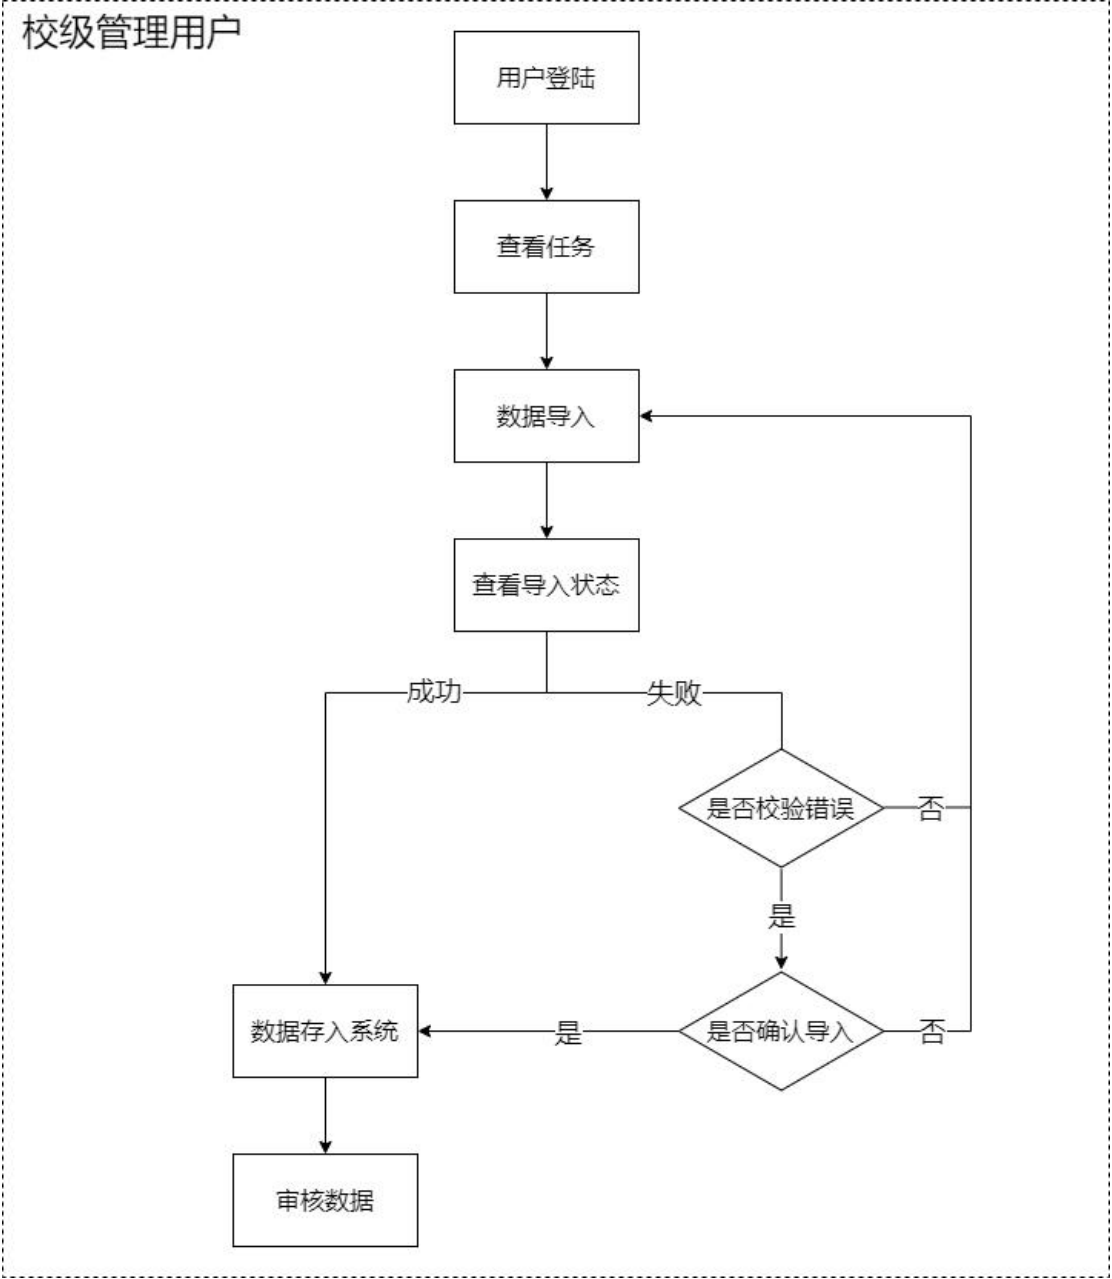 校级管理用户
用户登陆
查看任务
数据导入
查看导入状态
成功
失败
是否校验错误
否
是
数据存入系统
是
是否确认导入
否
审核数据